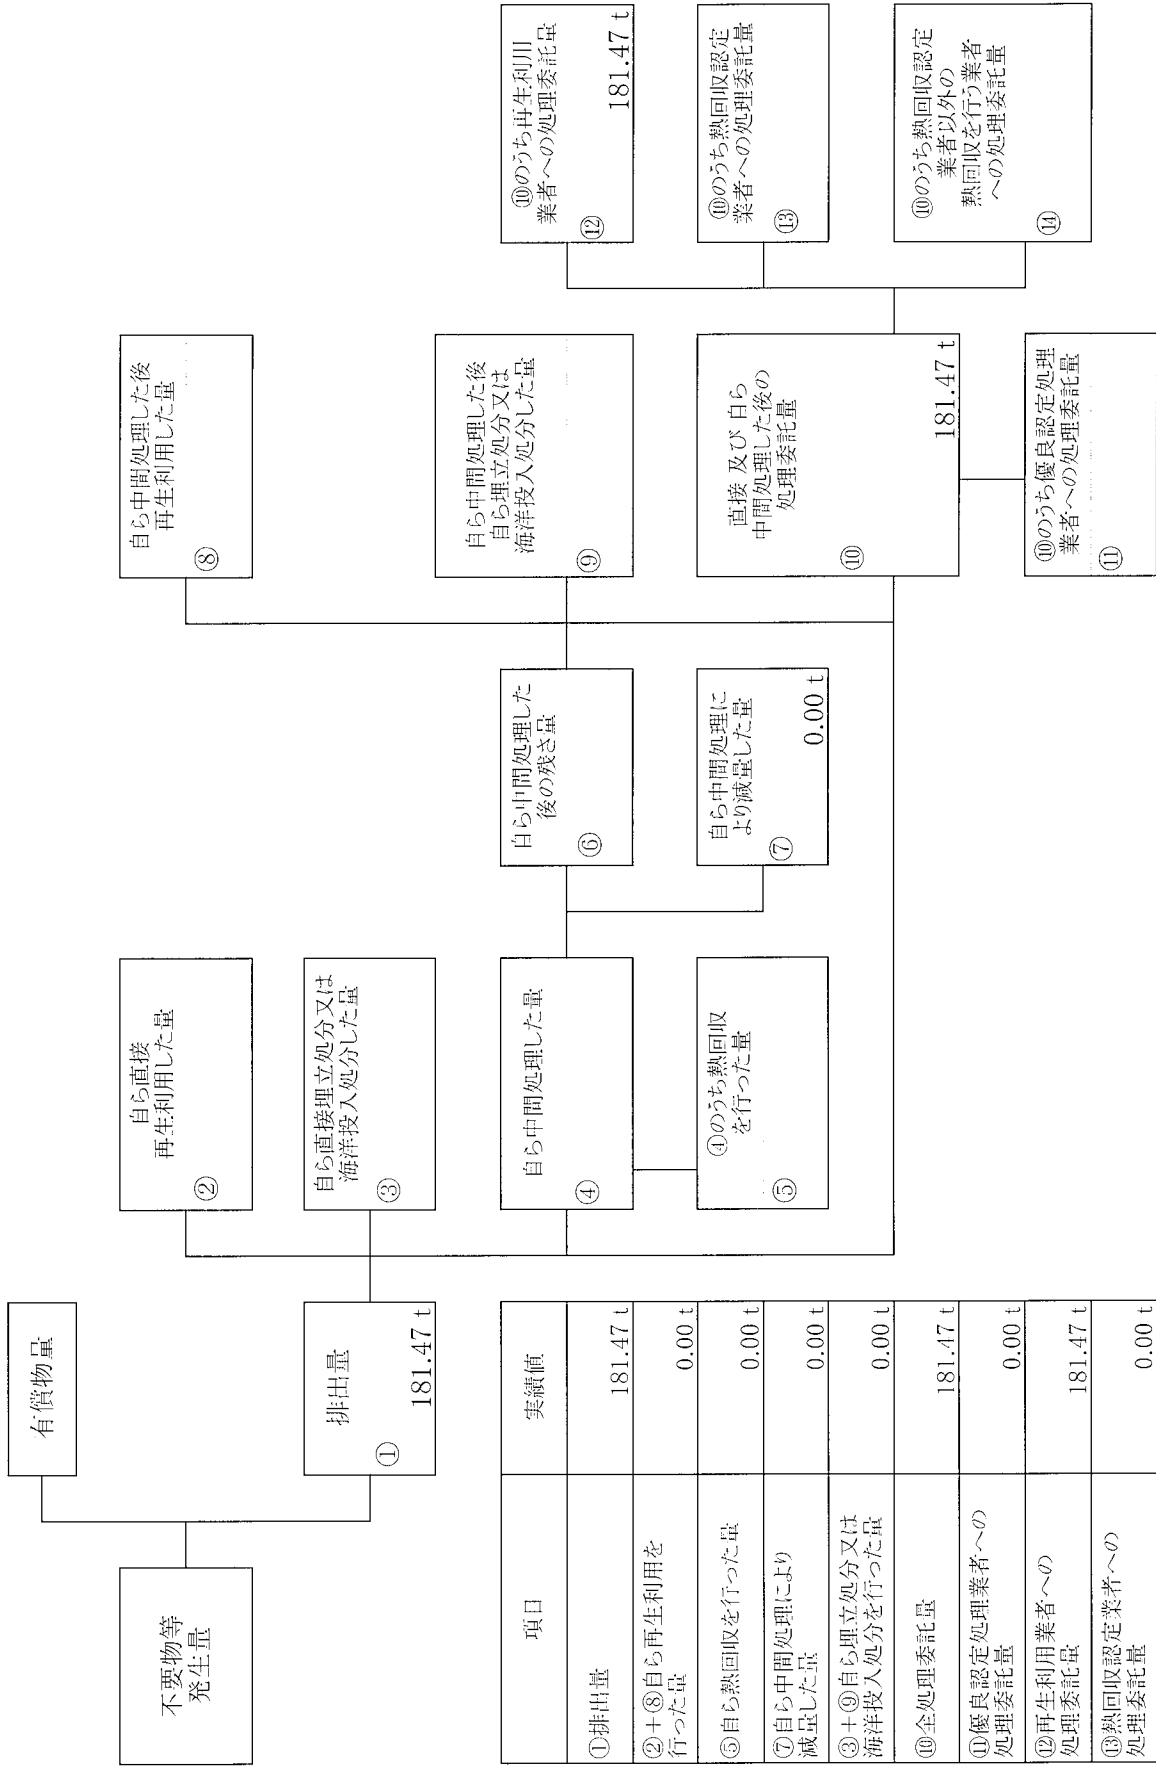 不要物等
発生量
有償物量
排出量
①
181.47 t
自ら直接
再生利用した量
②
自ら直接埋立処分又は
海洋投入処分した量
③
自ら中間処理した量
④
④のうち熱回収
を行った量
⑤
自ら中間処理した
後の残さ量
⑥
自ら中間処理に
より減量した量
⑦
0.00 t
自ら中間処理した後
再生利用した量
⑧
自ら中間処理した後
自ら埋立処分又は
海洋投入処分した量
⑨
直接 及び 自ら
中間処理した後の
処理委託量
⑩
181.47 t
⑩のうち優良認定処理
業者への処理委託量
⑪
⑩のうち再生利用
業者への処理委託量
⑫
181.47 t
⑩のうち熱回収認定
業者への処理委託量
⑬
⑩のうち熱回収認定
業者以外の
熱回収を行う業者
への処理委託量
⑭
項目 実績値
①排出量 181.47 t
②+⑧自ら再生利用を
行った量 0.00 t
⑤自ら熱回収を行った量 0.00 t
⑦自ら中間処理により
減量した量 0.00 t
③+⑨自ら埋立処分又は
海洋投入処分を行った量 0.00 t
⑩全処理委託量 181.47 t
⑪優良認定処理業者への
処理委託量 0.00 t
⑫再生利用業者への
処理委託量 181.47 t
⑬熱回収認定業者への
処理委託量 0.00 t